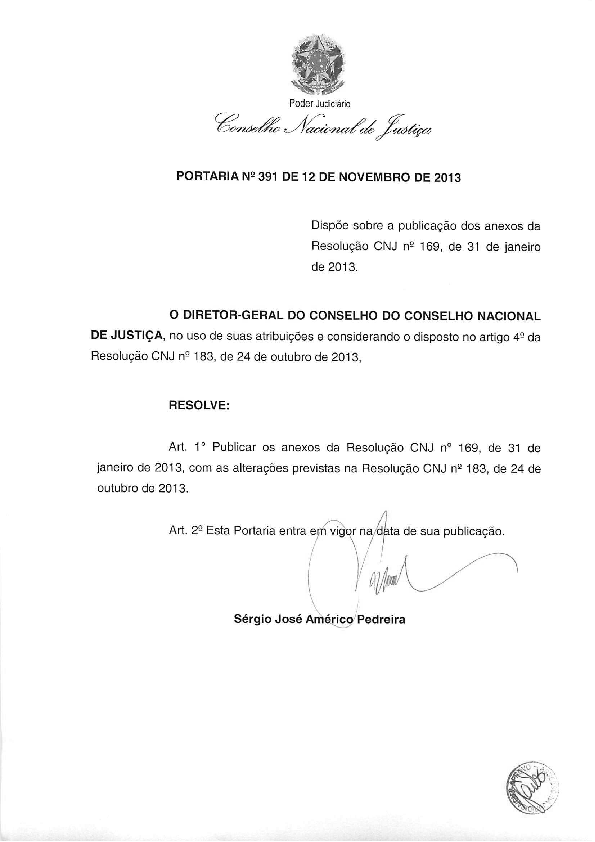 Poder Judiciário
Conselho Nacional de Justiça
PORTARIA Nº 391 DE 12 DE NOVEMBRO DE 2013
Dispõe sobre a publicação dos anexos da
Resolução CNJ nº 169, de 31 de janeiro
de 2013.
O DIRETOR-GERAL DO CONSELHO DO CONSELHO NACIONAL
DE JUSTIÇA, no uso de suas atribuições e considerando o disposto no artigo 4º da
Resolução CNJ nº 183, de 24 de outubro de 2013,
RESOLVE:
Art. 1° Publicar os anexos da Resolução CNJ nº 169, de 31 de
janeiro de 2013, com as alterações previstas na Resolução CNJ nº 183, de 24 de
outubro de 2013.
Art. 2º Esta Portaria entra em vigor na data de sua publicação.
Sérgio José Américo Pedreira